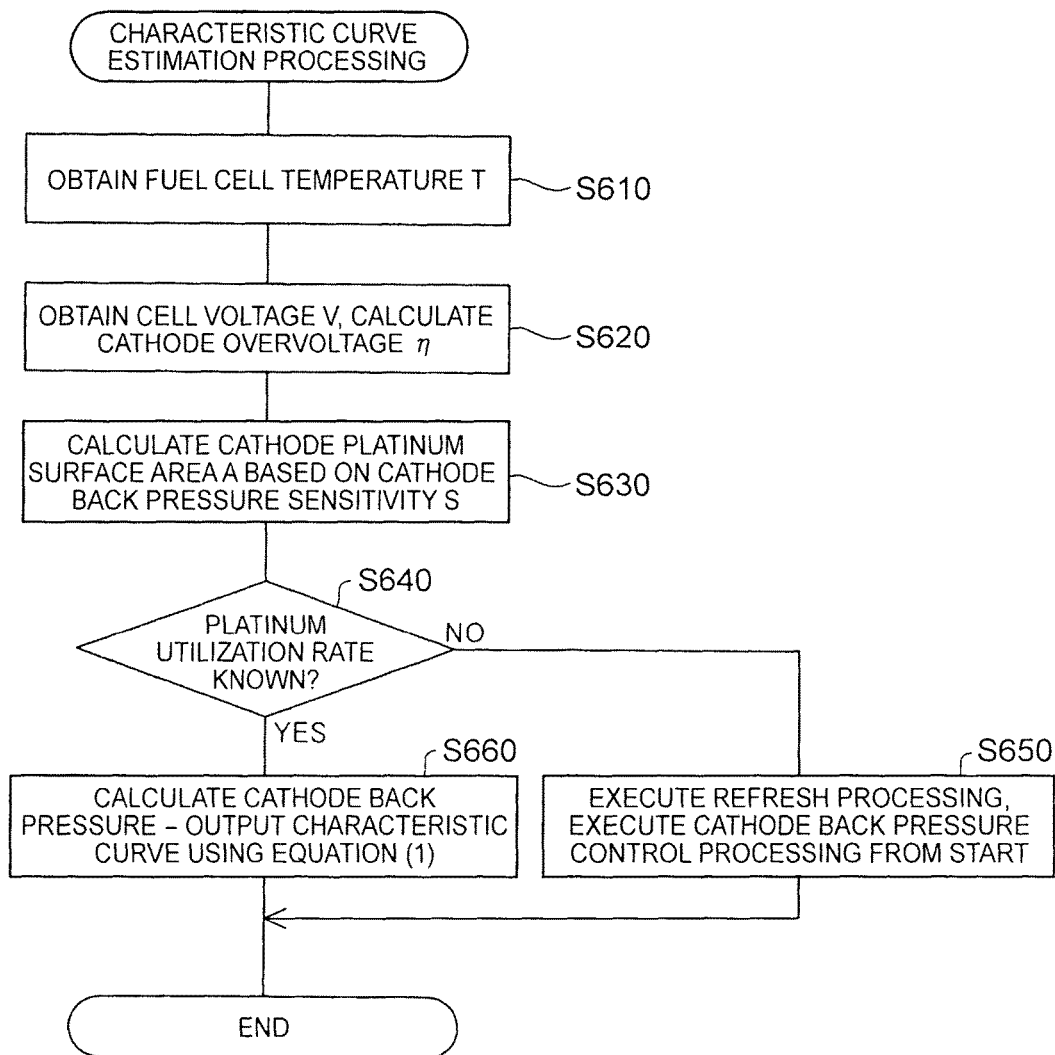 CHARACTERISTIC CURVE
ESTIMATION PROCESSING
OBTAIN FUEL CELL TEMPERATURE T
S610
OBTAIN CELL VOLTAGE V, CALCULATE
CATHODE OVERVOLTAGE η
S620
CALCULATE CATHODE PLATINUM
SURFACE AREA A BASED ON CATHODE
BACK PRESSURE SENSITIVITY S
S630
S640
PLATINUM
UTILIZATION RATE
KNOWN?
NO
YES
S660
CALCULATE CATHODE BACK
PRESSURE – OUTPUT CHARACTERISTIC
CURVE USING EQUATION (1)
S650
EXECUTE REFRESH PROCESSING,
EXECUTE CATHODE BACK PRESSURE
CONTROL PROCESSING FROM START
END